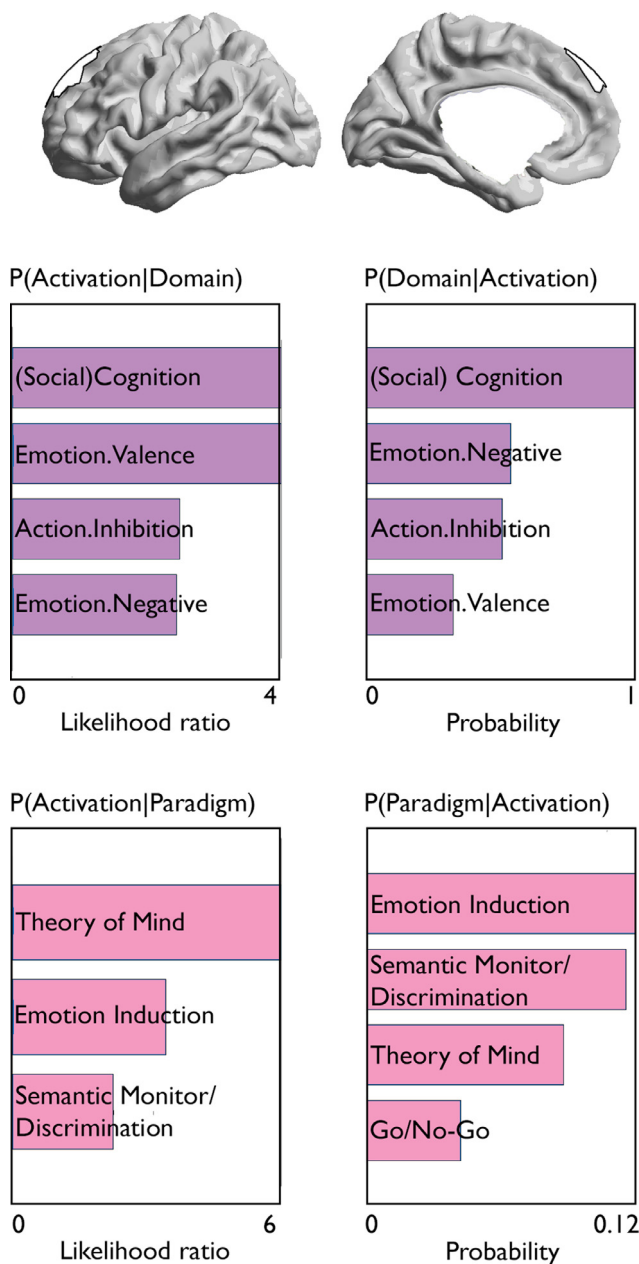 P(Activation|Domain)
(Social)Cognition
Emotion.Valence
Action.Inhibition
Emotion.Negative
0
4
Likelihood ratio
P(Domain|Activation)
(Social) Cognition
Emotion.Negative
Action.Inhibition
Emotion.Valence
0
1
Probability
P(Activation|Paradigm)
Theory of Mind
Emotion Induction
Semantic Monitor/
Discrimination
0
6
Likelihood ratio
P(Paradigm|Activation)
Emotion Induction
Semantic Monitor/
Discrimination
Theory of Mind
Go/No-Go
0
0.12
Probability